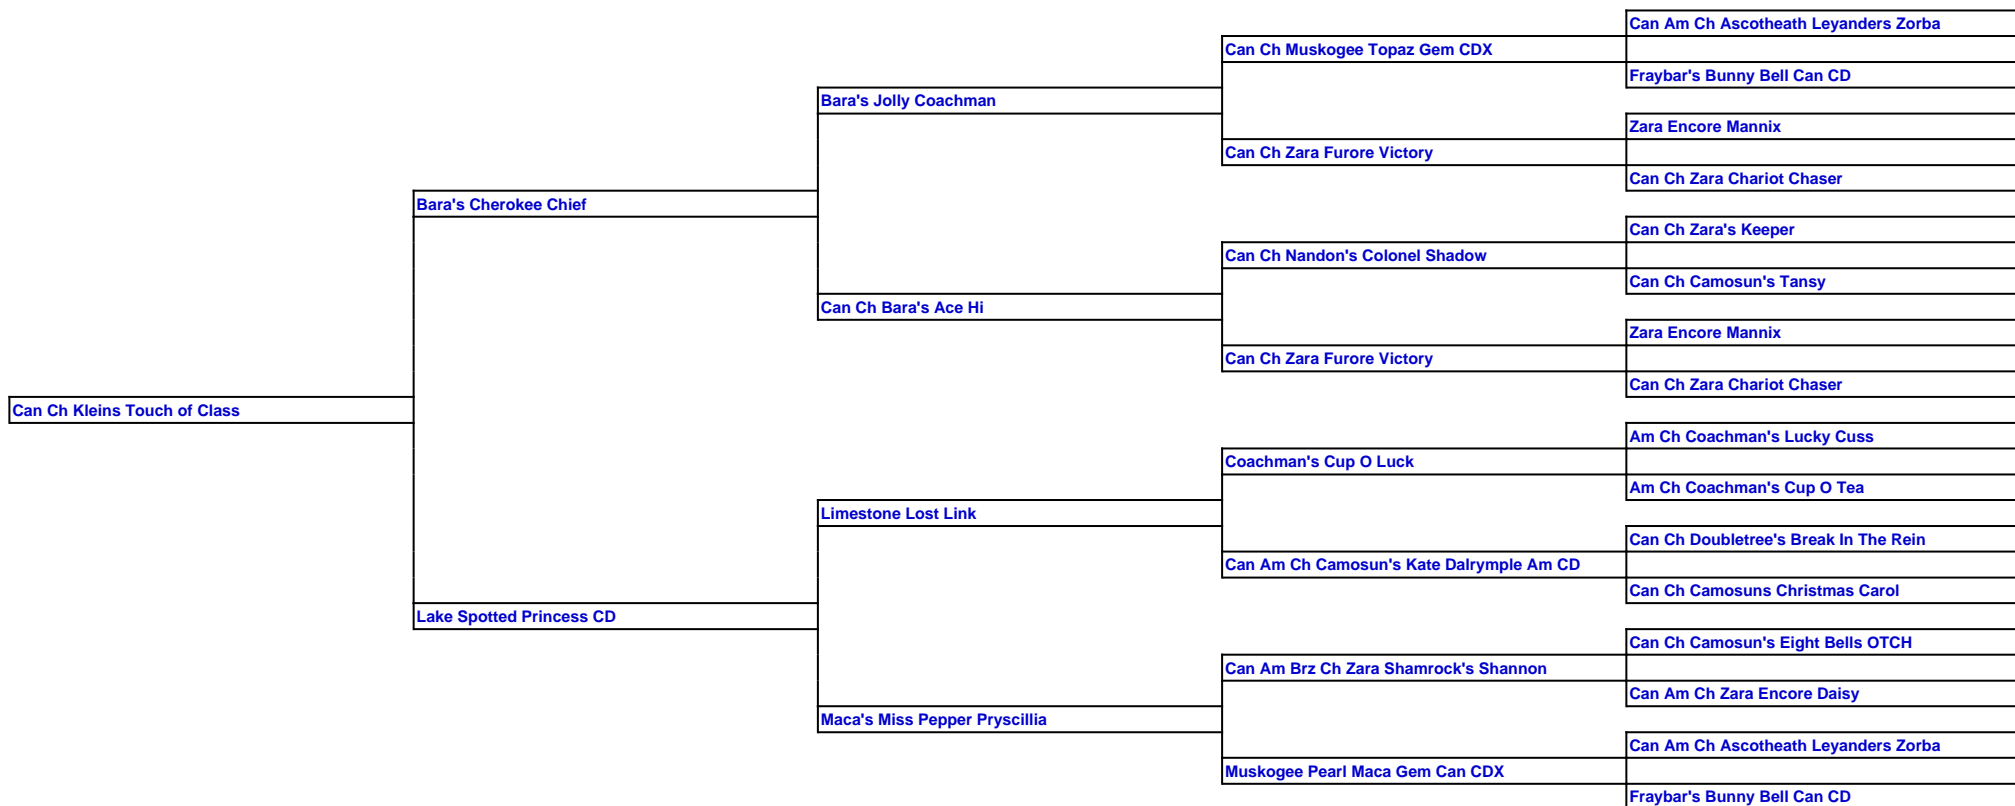 Can Am Ch Ascotheath Leyanders Zorba
Can Ch Muskogee Topaz Gem CDX
Fraybar's Bunny Bell Can CD
Bara's Jolly Coachman
Zara Encore Mannix
Can Ch Zara Furore Victory
Can Ch Zara Chariot Chaser
Bara's Cherokee Chief
Can Ch Zara's Keeper
Can Ch Nandon's Colonel Shadow
Can Ch Camosun's Tansy
Can Ch Bara's Ace Hi
Zara Encore Mannix
Can Ch Zara Furore Victory
Can Ch Zara Chariot Chaser
Can Ch Kleins Touch of Class
Am Ch Coachman's Lucky Cuss
Coachman's Cup O Luck
Am Ch Coachman's Cup O Tea
Limestone Lost Link
Can Ch Doubletree's Break In The Rein
Can Am Ch Camosun's Kate Dalrymple Am CD
Can Ch Camosuns Christmas Carol
Lake Spotted Princess CD
Can Ch Camosun's Eight Bells OTCH
Can Am Brz Ch Zara Shamrock's Shannon
Can Am Ch Zara Encore Daisy
Maca's Miss Pepper Pryscillia
Can Am Ch Ascotheath Leyanders Zorba
Muskogee Pearl Maca Gem Can CDX
Fraybar's Bunny Bell Can CD